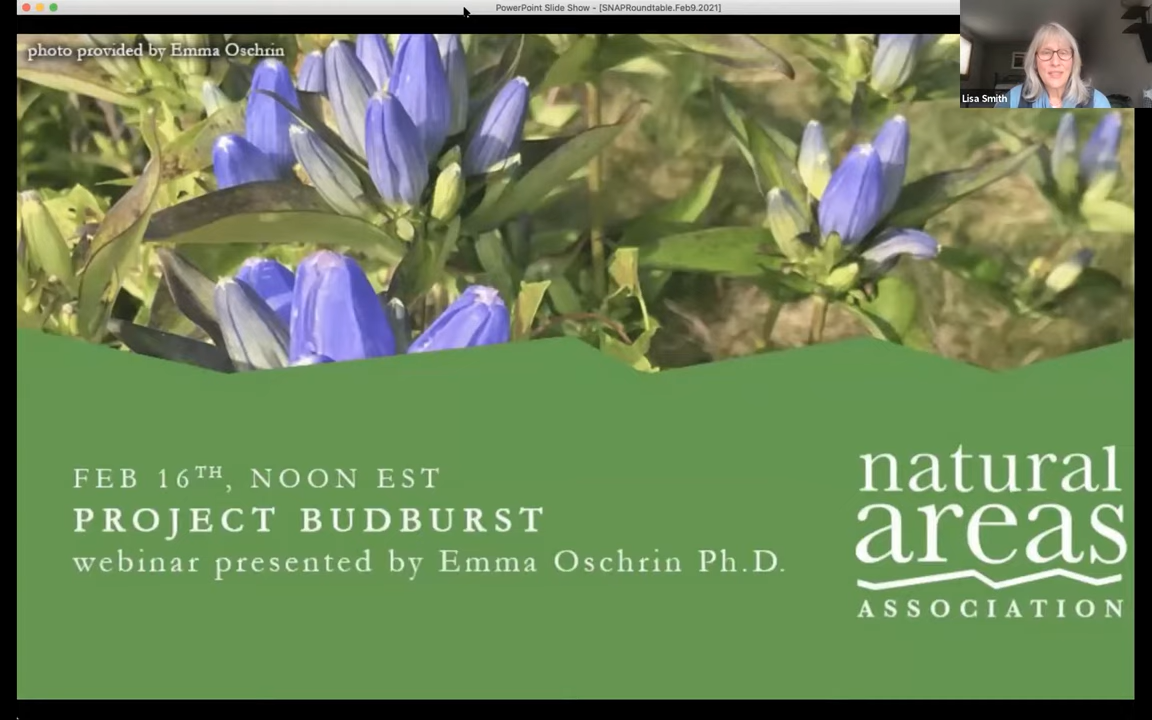 PowerPoint Slide Show - [SNAPRoundtable.Feb9.2021]
photo provided by Emma Oschrin
Lisa Smith
FEB 16TH, NOON EST
PROJECT BUDBURST
webinar presented by Emma Oschrin Ph.D.
natural
areas
ASSOCIATION